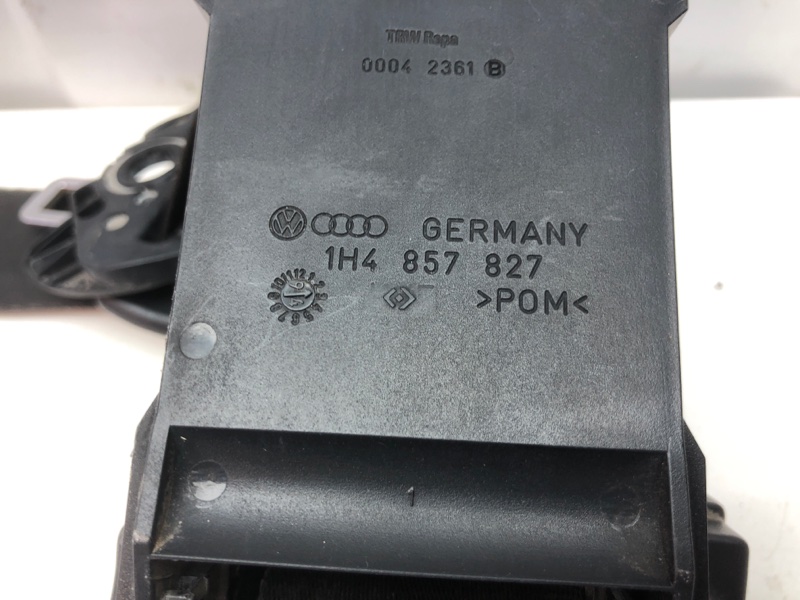 TRW Repa
0004 2361 B
GERMANY
1H4 857 827
>POM<
1